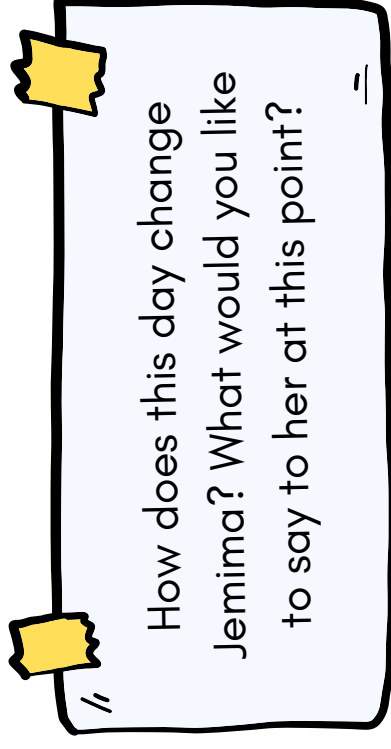 How does this day change
Jemima? What would you like
to say to her at this point?